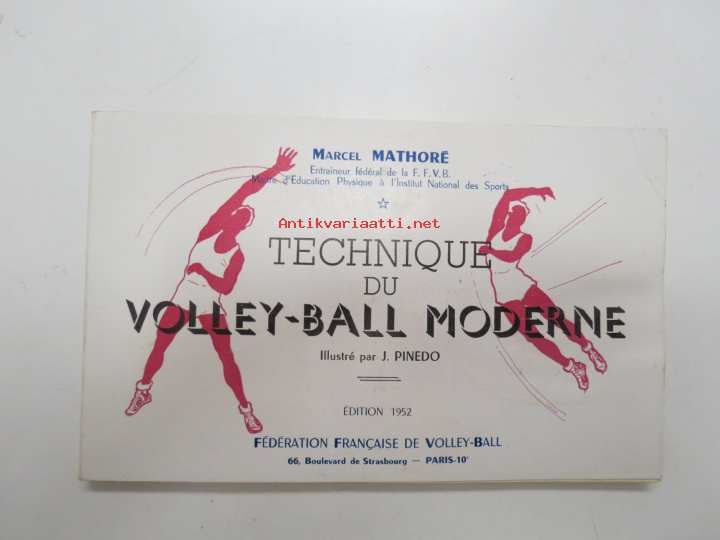 MARCEL MATHORÉ
Entraîneur fédéral de la F. F. V. B.
Maître d'Education Physique à l'Institut National des Sports
Antikvariaatti.net
TECHNIQUE
DU
VOLLEY-BALL MODERNE
Illustré par J. PINEDO
ÉDITION 1952
FÉDÉRATION FRANÇAISE DE VOLLEY-BALL
66, Boulevard de Strasbourg — PARIS-10e